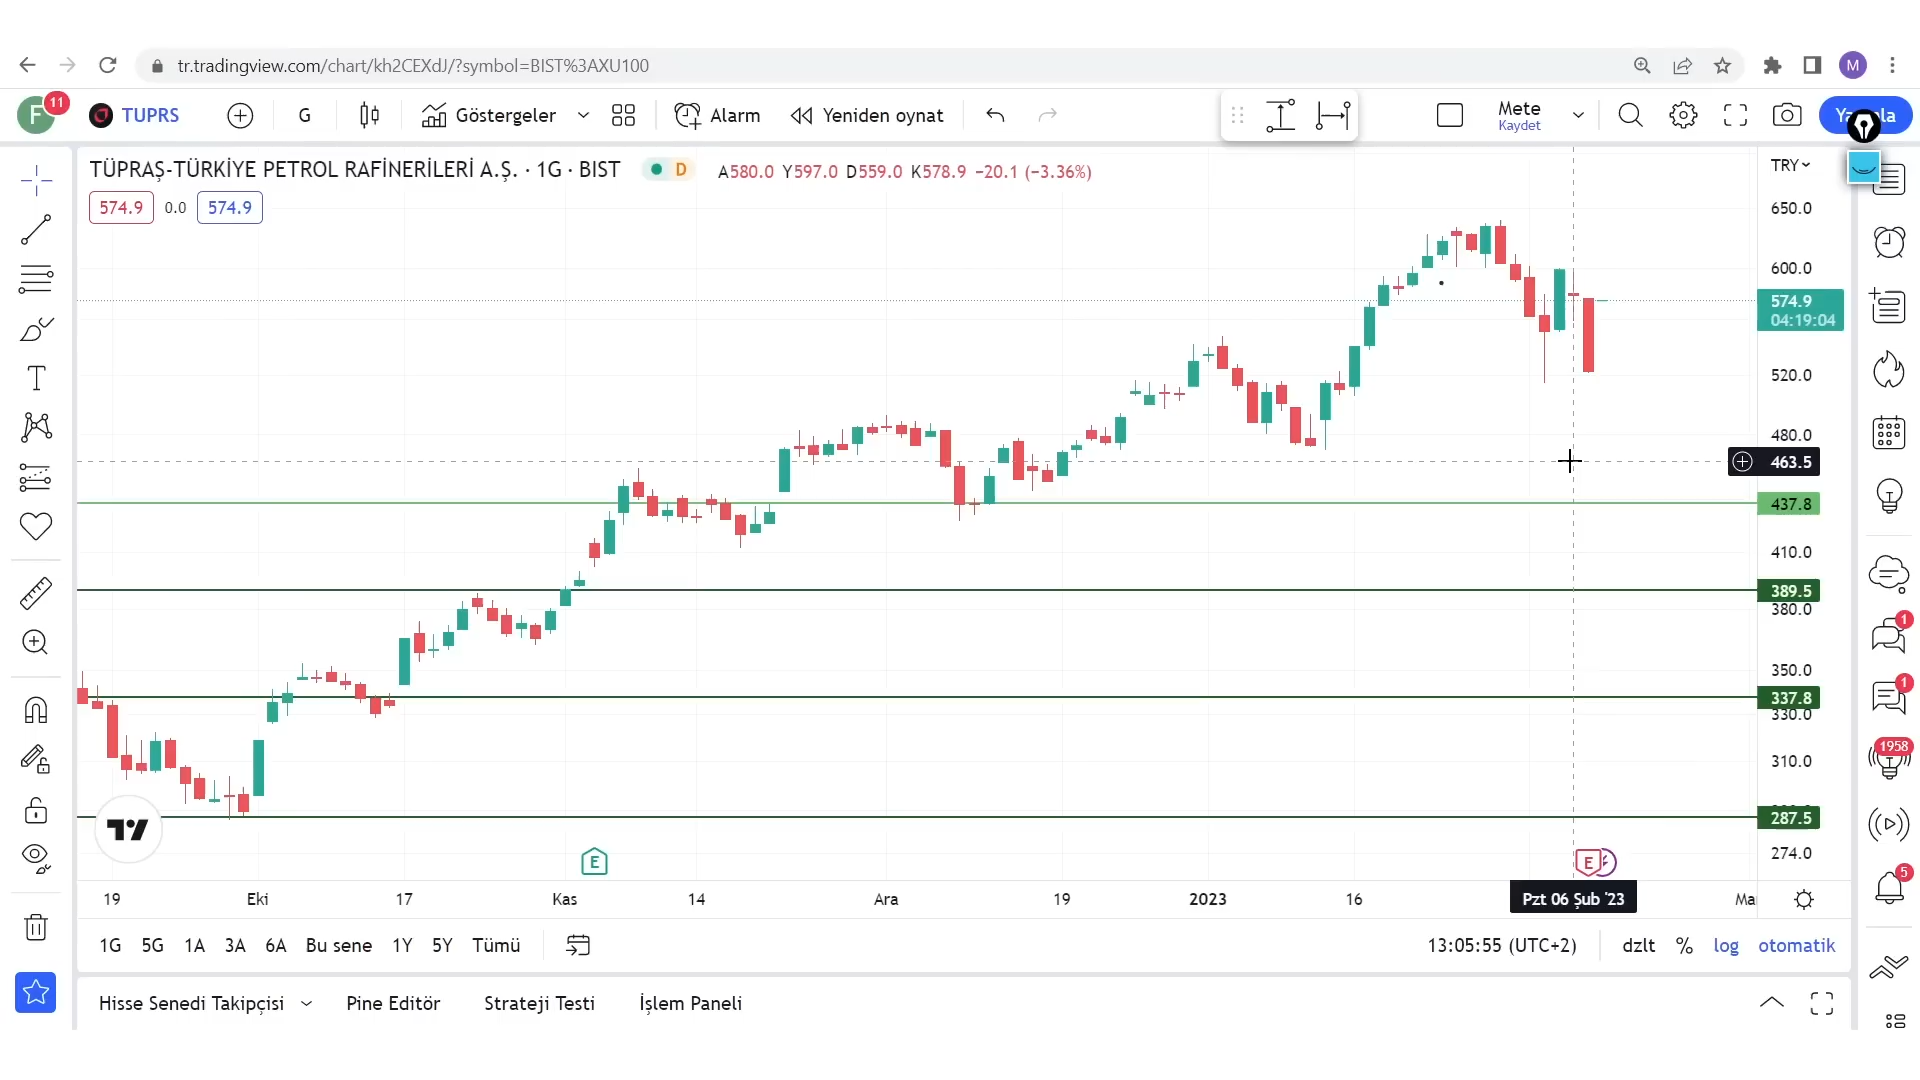 tr.tradingview.com/chart/kh2CEXdJ/?symbol=BIST%3AXU100
M
F
11
TUPRS
G
Göstergeler
Alarm
Yeniden oynat
Mete
Kaydet
TÜPRAŞ-TÜRKİYE PETROL RAFİNERİLERİ A.Ş. · 1G · BIST
D
A580.0 Y597.0 D559.0 K578.9 −20.1 (−3.36%)
TRY
574.9
0.0
574.9
650.0
600.0
574.9
04:19:04
520.0
480.0
463.5
437.8
410.0
389.5
380.0
350.0
337.8
330.0
310.0
287.5
274.0
1
1
1958
5
E
E
19
Eki
17
Kas
14
Ara
19
2023
16
Pzt 06 Şub '23
1G
5G
1A
3A
6A
Bu sene
1Y
5Y
Tümü
13:05:55 (UTC+2)
dzlt
%
log
otomatik
Hisse Senedi Takipçisi
Pine Editör
Strateji Testi
İşlem Paneli